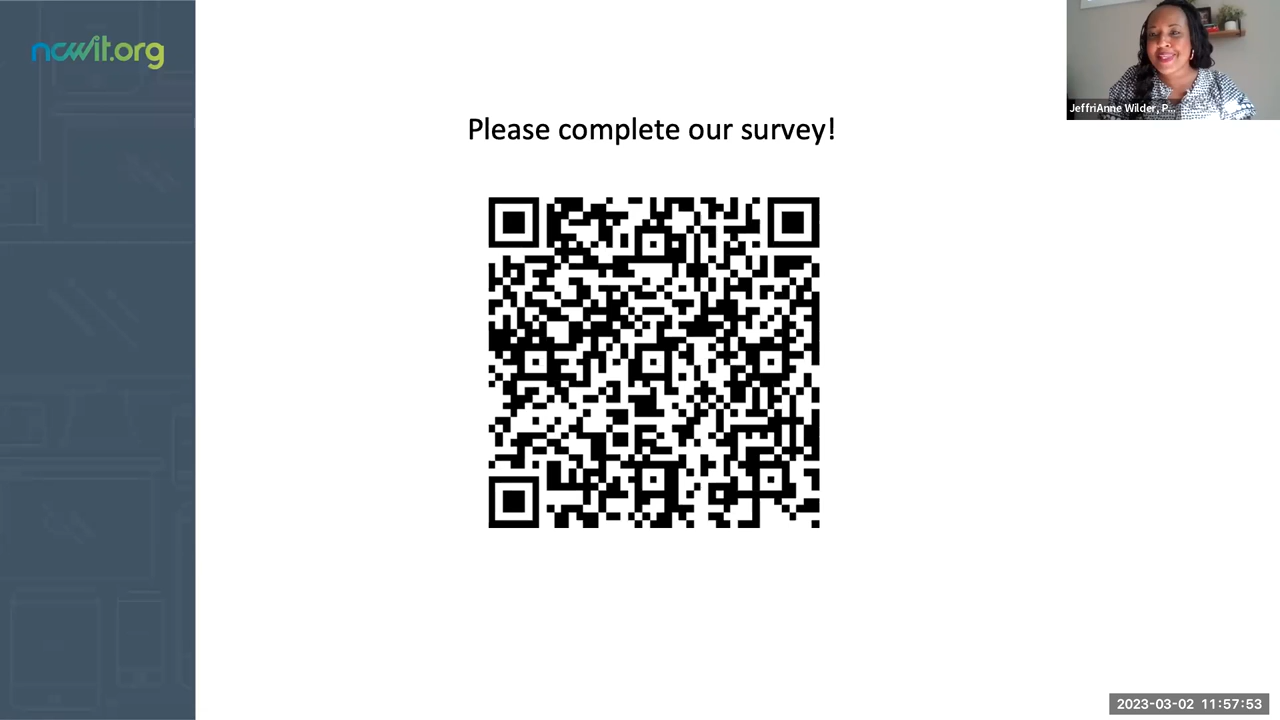 ncwit.org
Please complete our survey!
JeffriAnne Wilder, P...
2023-03-02 11:57:53